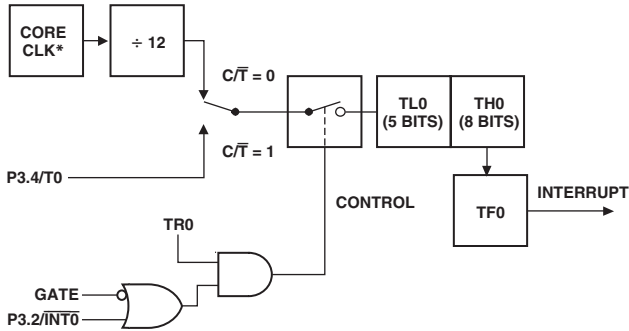 CORE
CLK*
÷ 12
C/T̅ = 0
C/T̅ = 1
TL0
(5 BITS)
TH0
(8 BITS)
P3.4/T0
CONTROL
TF0
INTERRUPT
TR0
GATE
P3.2/I̅N̅T̅0̅